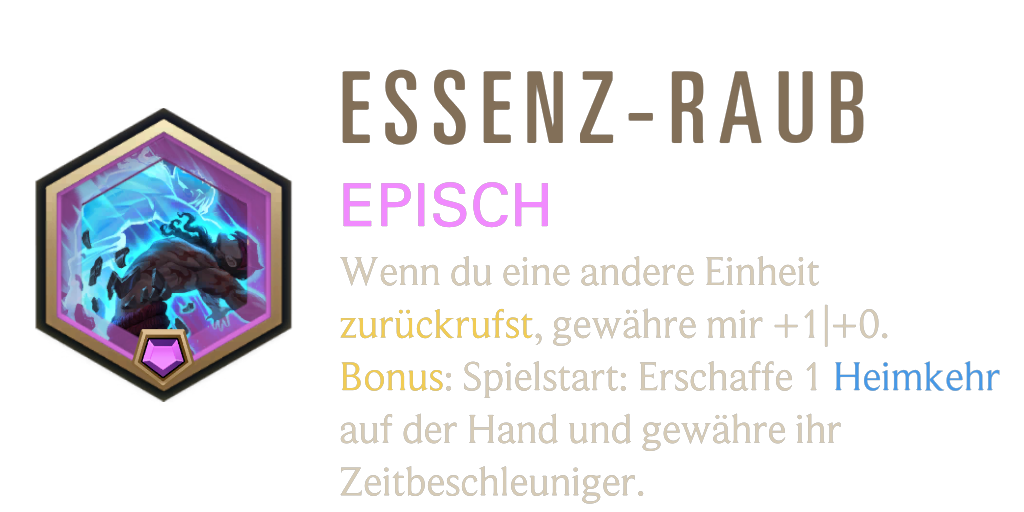 ESSENZ-RAUB
EPISCH
Wenn du eine andere Einheit
zurückrufst, gewähre mir +1|+0.
Bonus: Spielstart: Erschaffe 1 Heimkehr
auf der Hand und gewähre ihr
Zeitbeschleuniger.